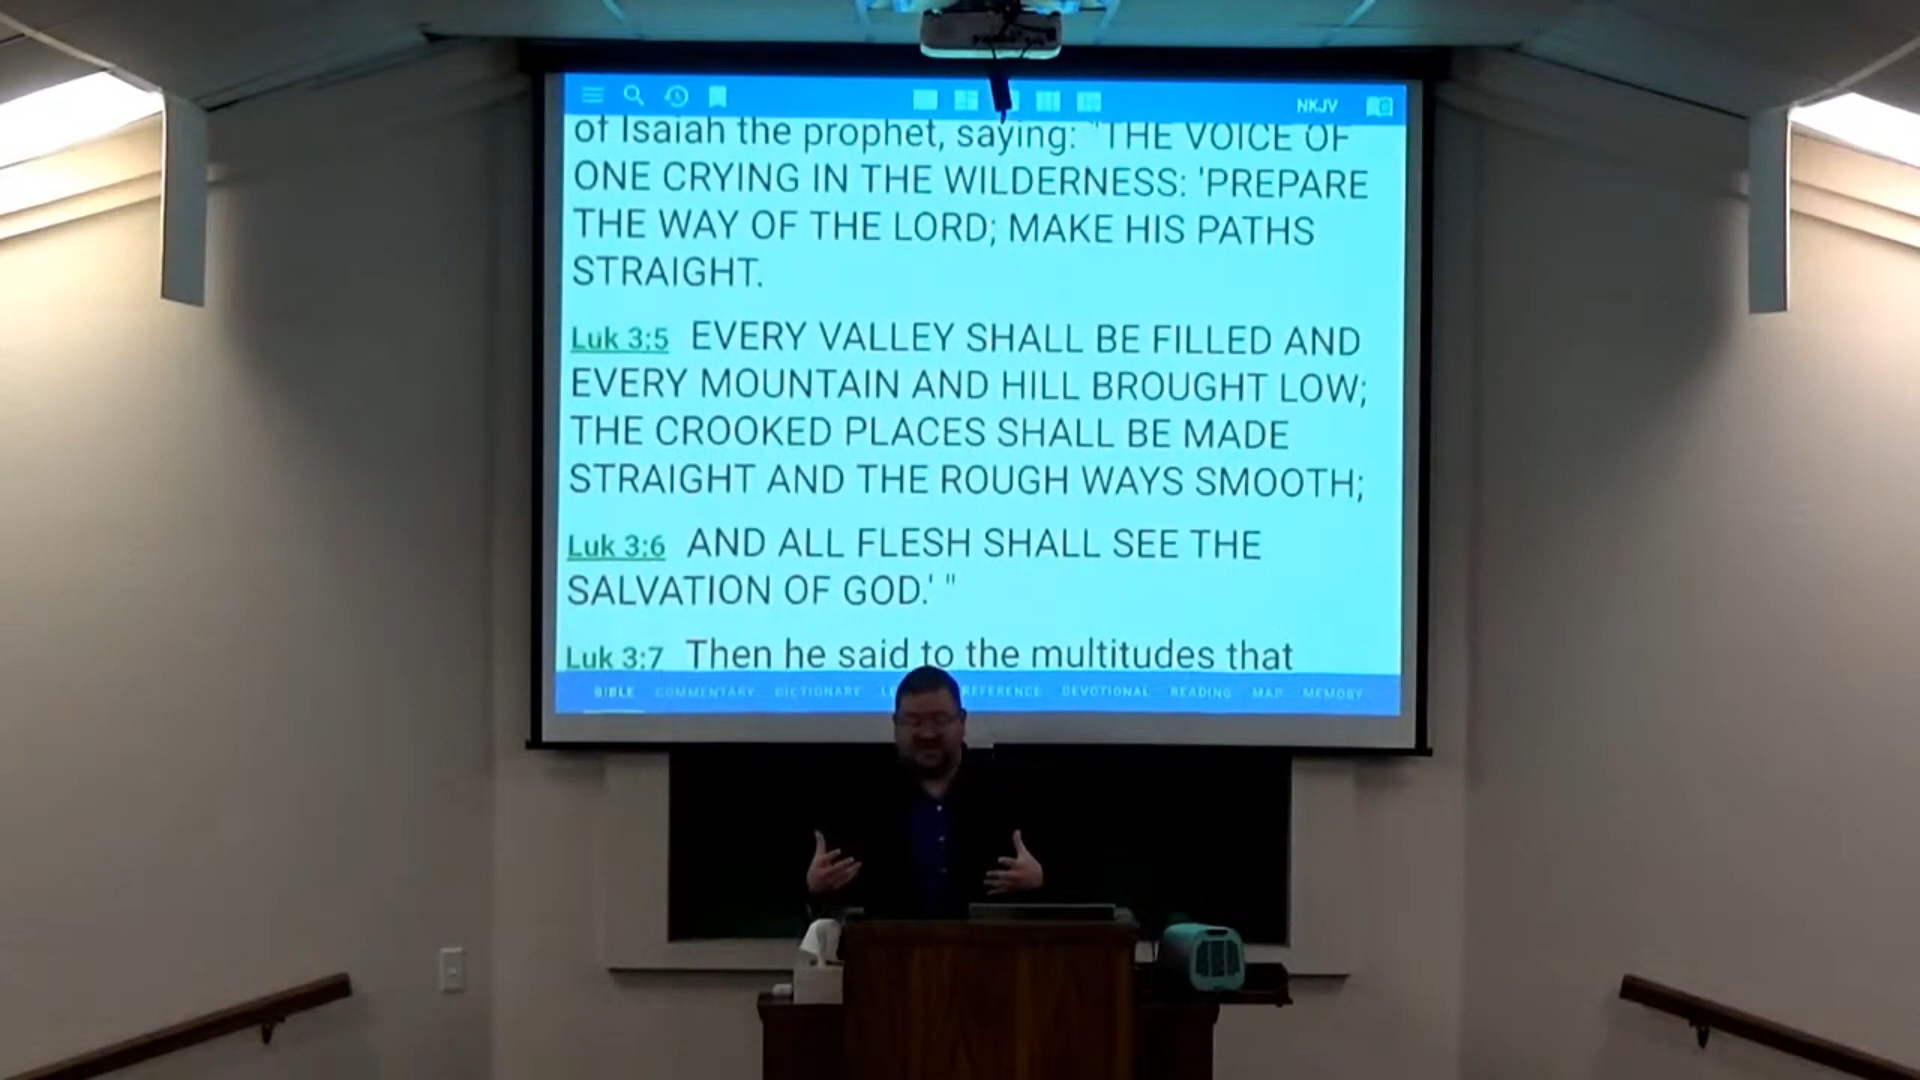 NKJV
of Isaiah the prophet, saying: "THE VOICE OF
ONE CRYING IN THE WILDERNESS: 'PREPARE
THE WAY OF THE LORD; MAKE HIS PATHS
STRAIGHT.
Luk 3:5 EVERY VALLEY SHALL BE FILLED AND
EVERY MOUNTAIN AND HILL BROUGHT LOW;
THE CROOKED PLACES SHALL BE MADE
STRAIGHT AND THE ROUGH WAYS SMOOTH;
Luk 3:6 AND ALL FLESH SHALL SEE THE
SALVATION OF GOD.' "
Luk 3:7 Then he said to the multitudes that
BIBLE COMMENTARY DICTIONARY DEVOTIONAL READING MAP MEMORY